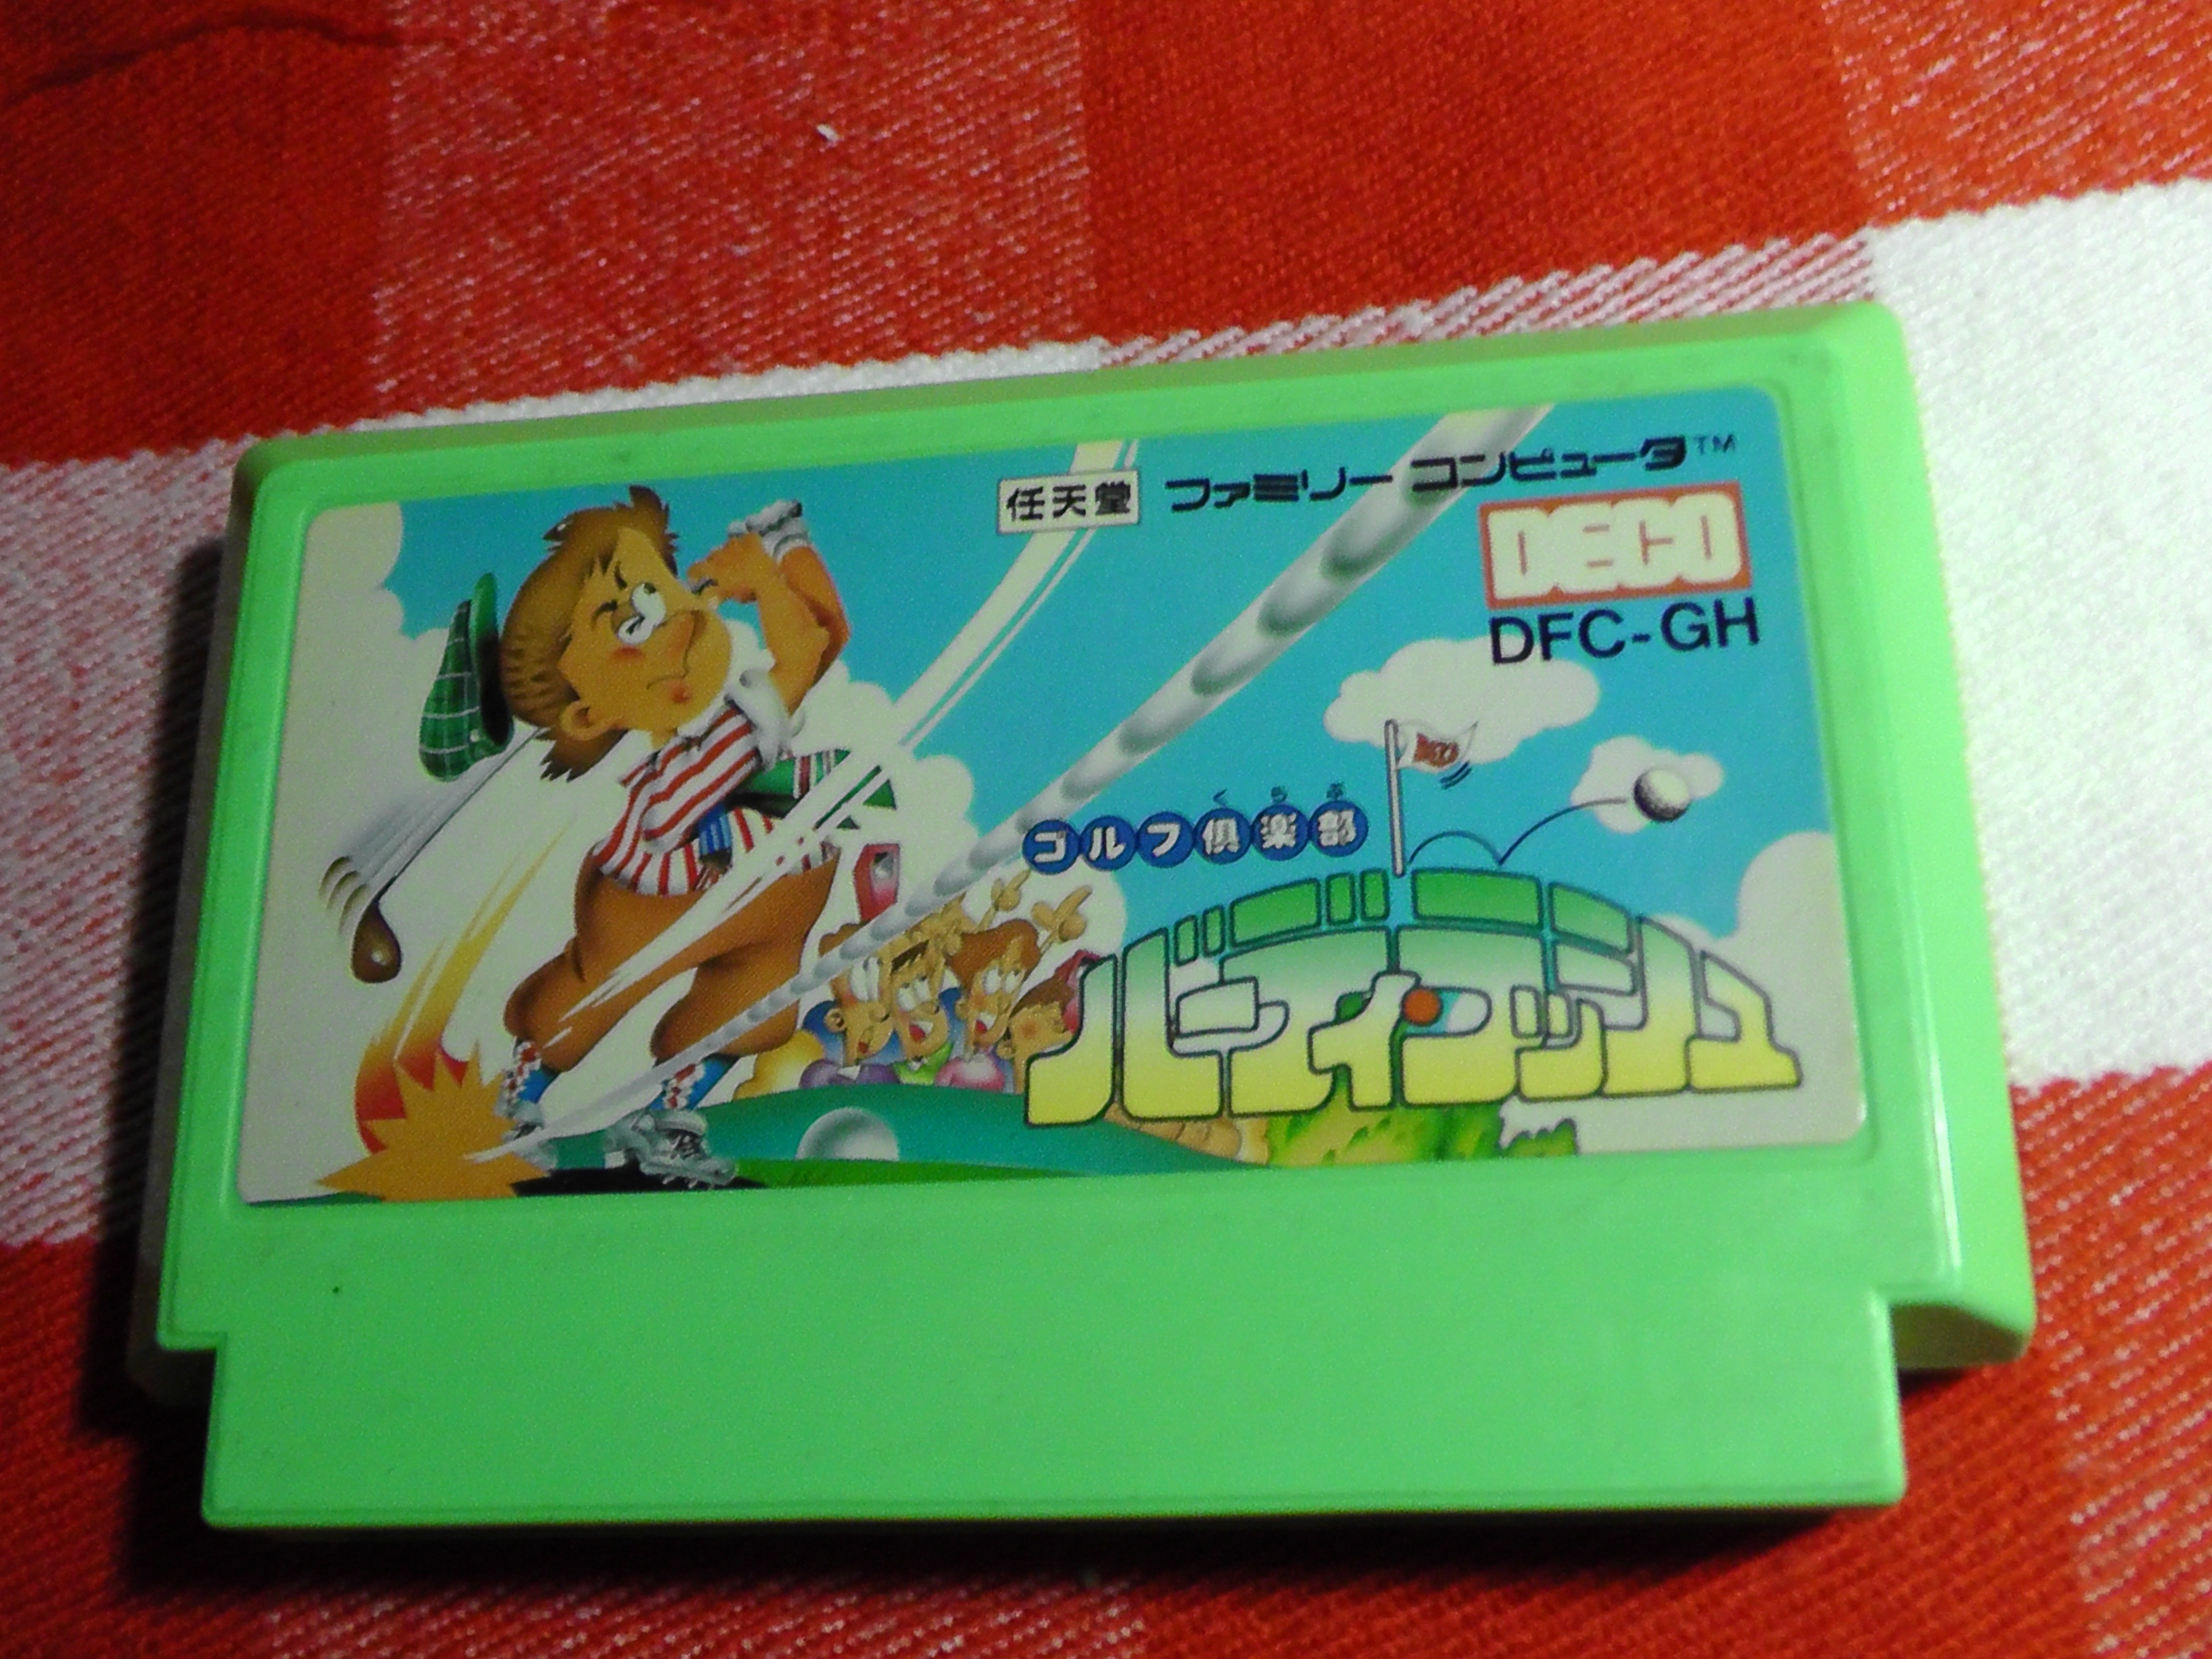 任天堂 ファミリー コンピュータ™
DECO
DFC-GH
DECO
くらぶ
ゴルフ倶楽部
バーディラッシュ